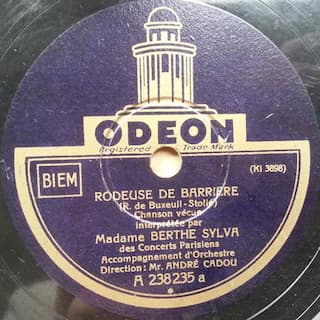 ODEON
Registered Trade Mark
BIEM
(KI 3898)
RODEUSE DE BARRIERE
(R. de Buxeuil - Stolié)
Chanson vécue
interprétée par
Madame BERTHE SYLVA
des Concerts Parisiens
Accompagnement d'Orchestre
Direction: Mr. ANDRÉ CADOU
A 238235 a